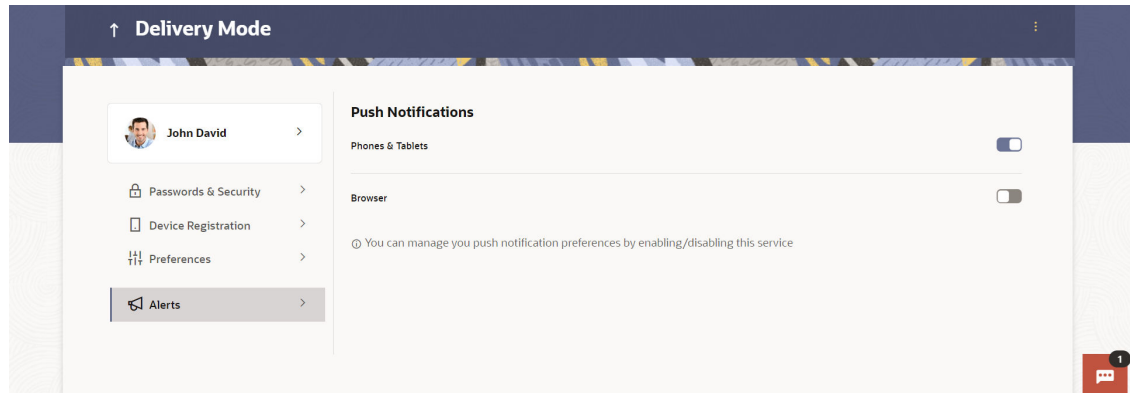 Delivery Mode
John David
Passwords & Security
Device Registration
Preferences
Alerts
Push Notifications
Phones & Tablets
Browser
You can manage you push notification preferences by enabling/disabling this service
1